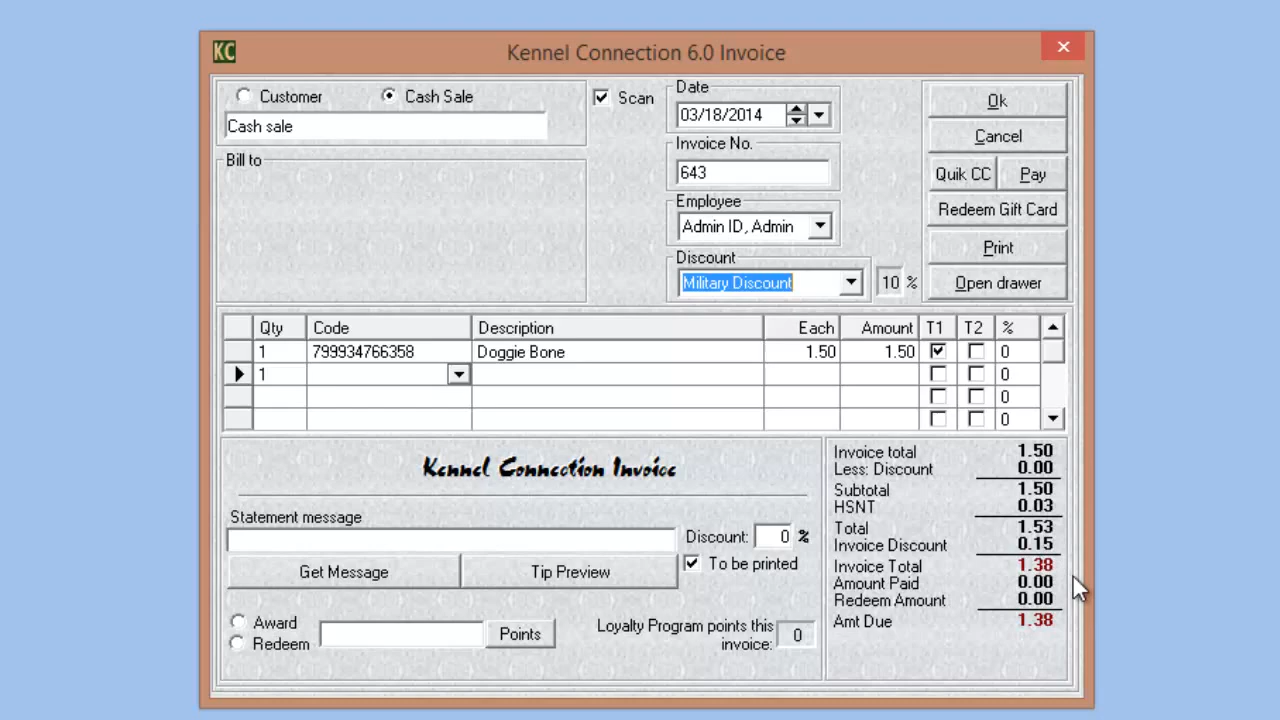 KC
Kennel Connection 6.0 Invoice
Customer
Cash Sale
Cash sale
Bill to
Scan
Date
03/18/2014
Invoice No.
643
Employee
Admin ID, Admin
Discount
Military Discount
10 %
Ok
Cancel
Quik CC Pay
Redeem Gift Card
Print
Open drawer
Qty Code Description Each Amount T1 T2 %
1 799934766358 Doggie Bone 1.50 1.50 0
1 0
0
0
Kennel Connection Invoice
Statement message
Discount: 0 %
Get Message Tip Preview
To be printed
Award
Redeem
Points
Loyalty Program points this
invoice: 0
Invoice total 1.50
Less: Discount 0.00
Subtotal 1.50
HSNT 0.03
Total 1.53
Invoice Discount 0.15
Invoice Total 1.38
Amount Paid 0.00
Redeem Amount 0.00
Amt Due 1.38